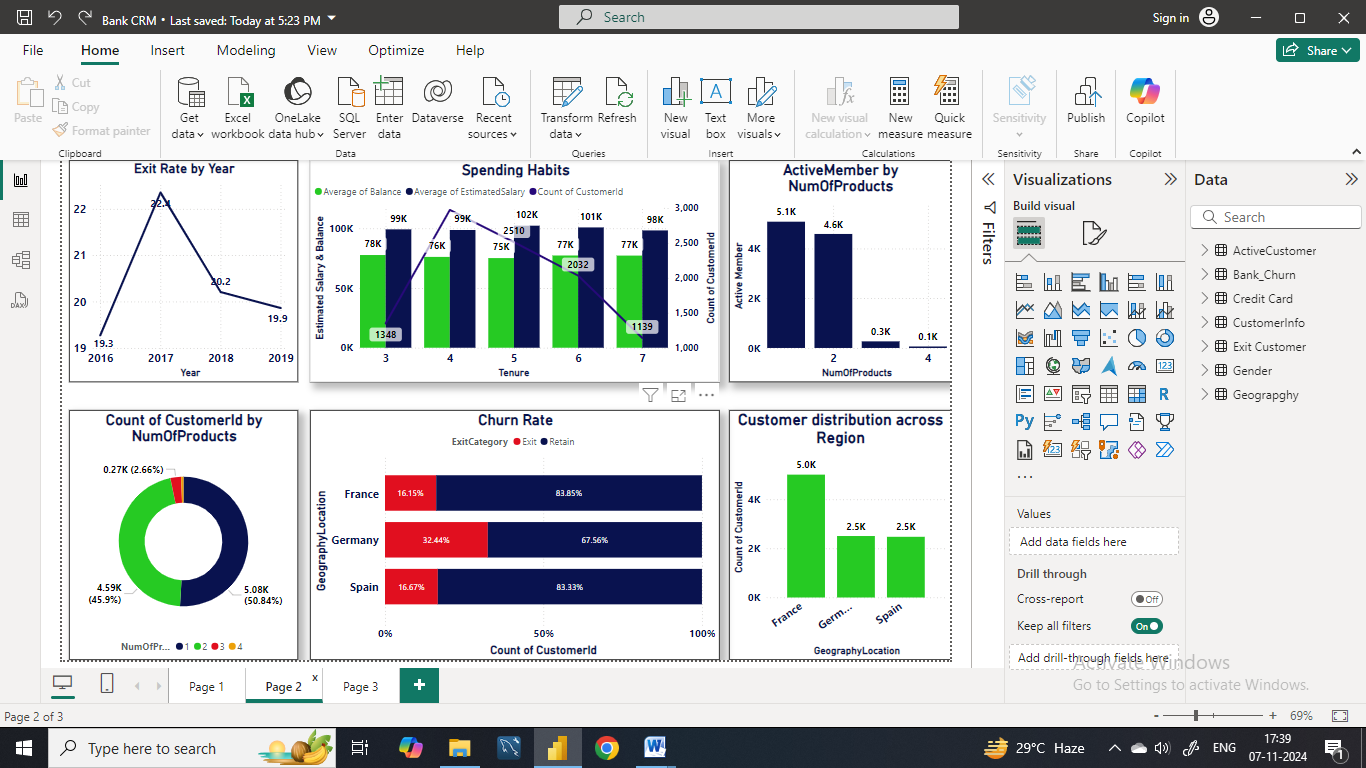 Bank CRM • Last saved: Today at 5:23 PM
Search
Sign in
File Home Insert Modeling View Optimize Help
Share
Paste
Cut
Copy
Format painter
Clipboard
Get data
Excel workbook
OneLake data hub
SQL Server
Enter data
Dataverse
Recent sources
Data
Transform data
Refresh
Queries
New visual
Text box
More visuals
Insert
New visual calculation
New measure
Quick measure
Calculations
Sensitivity
Sensitivity
Publish
Share
Copilot
Copilot
DAX
Exit Rate by Year
22
21
20
19
22.4
20.2
19.9
19.3
2016 2017 2018 2019
Year
Spending Habits
Average of Balance Average of EstimatedSalary Count of CustomerId
Estimated Salary & Balance
100K
50K
0K
78K 99K 76K 99K 75K 102K 77K 101K 77K 98K
1348 2510 2032 1139
3,000
2,500
2,000
1,500
1,000
Count of CustomerId
3 4 5 6 7
Tenure
ActiveMember by
NumOfProducts
Active Member
4K
2K
0K
5.1K 4.6K 0.3K 0.1K
2 4
NumOfProducts
Count of CustomerId by
NumOfProducts
0.27K (2.66%)
4.59K
(45.9%)
5.08K
(50.84%)
NumOfPr... 1 2 3 4
Churn Rate
ExitCategory Exit Retain
GeographyLocation
France 16.15% 83.85%
Germany 32.44% 67.56%
Spain 16.67% 83.33%
0% 50% 100%
Count of CustomerId
Customer distribution across
Region
Count of CustomerId
4K
2K
0K
5.0K 2.5K 2.5K
France Germ... Spain
GeographyLocation
Filters
Visualizations
Build visual
123
R
Py
123
Values
Add data fields here
Drill through
Cross-report Off
Keep all filters On
Add drill-through fields here
Data
Search
ActiveCustomer
Bank_Churn
Credit Card
CustomerInfo
Exit Customer
Gender
Geograpghy
Activate Windows
Go to Settings to activate Windows.
Page 1 Page 2 x Page 3 +
Page 2 of 3
- + 69%
Type here to search
29°C Haze
ENG
17:39
07-11-2024
1